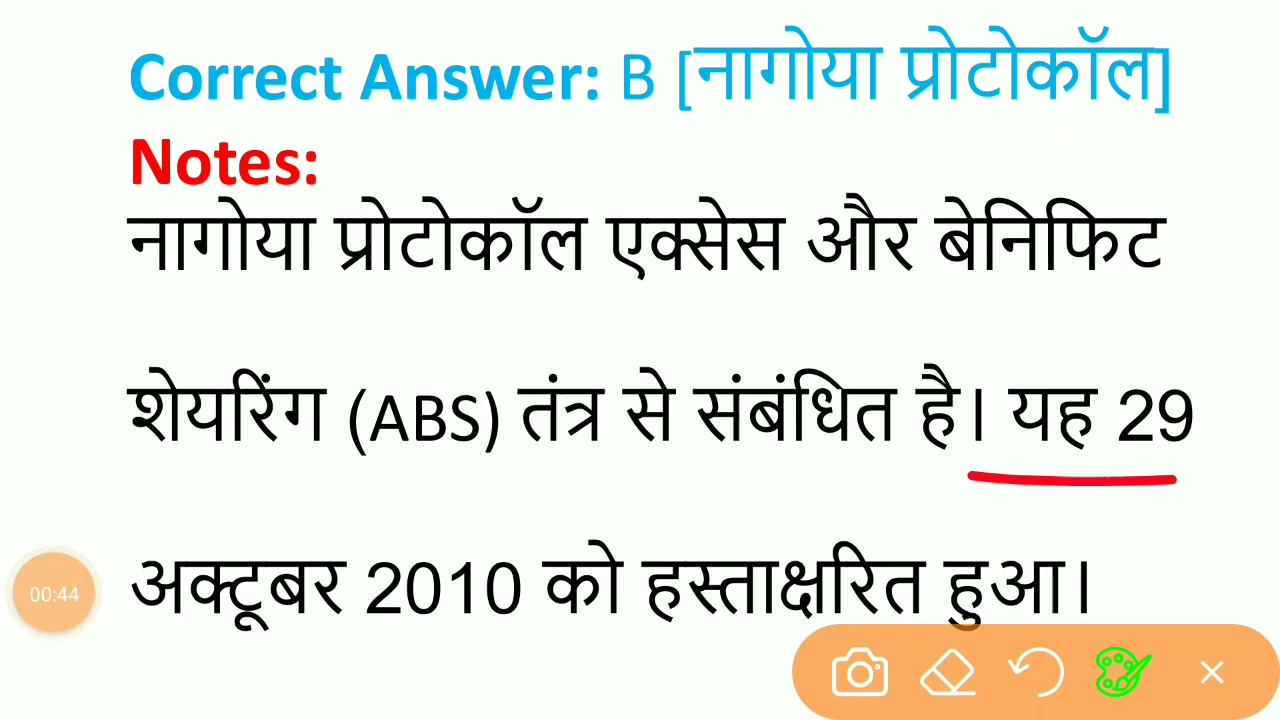 Correct Answer: B [नागोया प्रोटोकॉल]
Notes:
नागोया प्रोटोकॉल एक्सेस और बेनिफिट
शेयरिंग (ABS) तंत्र से संबंधित है। यह 29
अक्टूबर 2010 को हस्ताक्षरित हुआ।
00:44